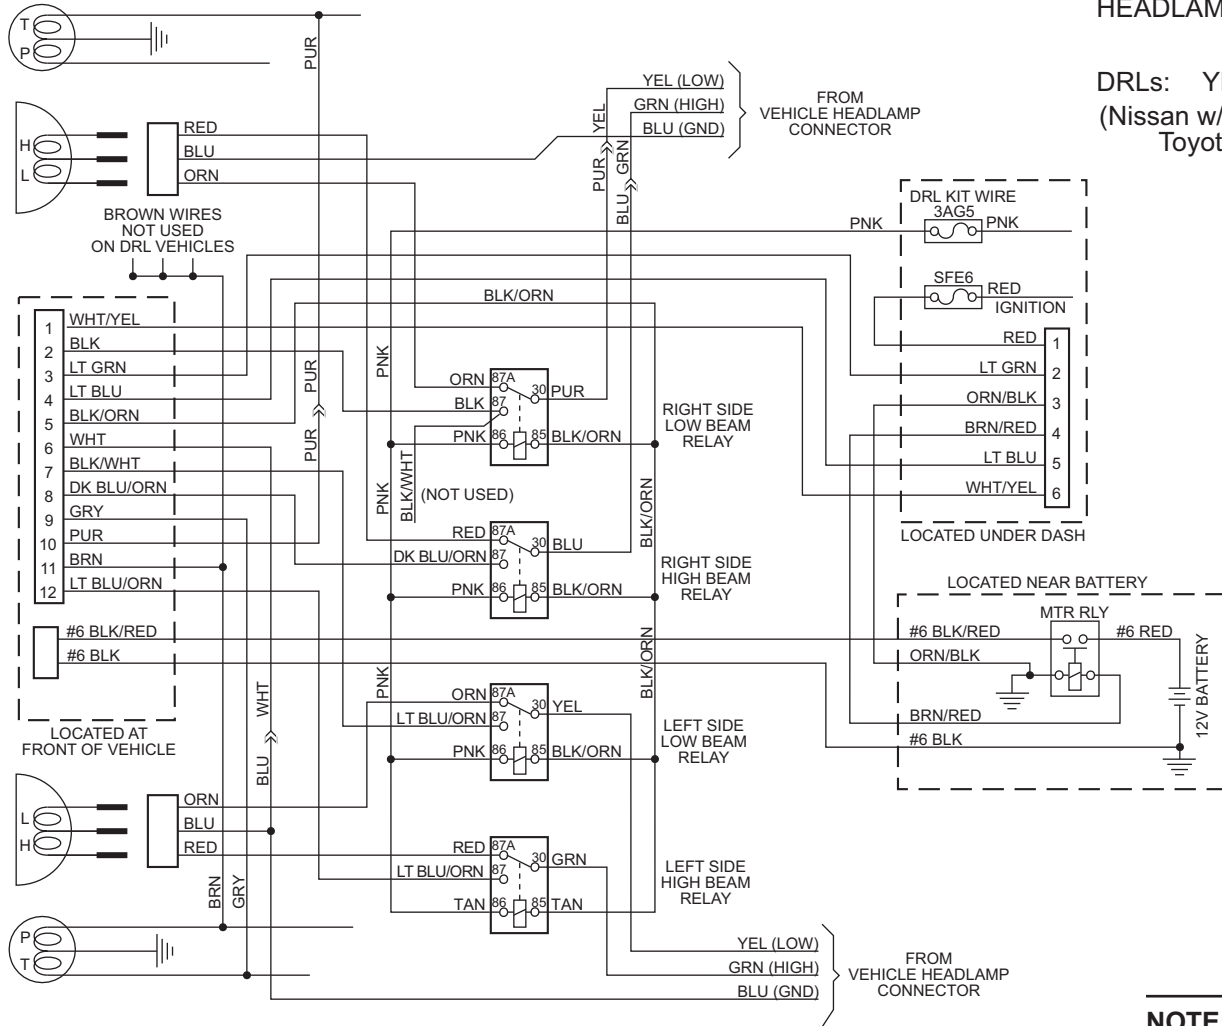 HEADLAM
DRLs: Y
(Nissan w/
Toyot
T
P
PUR
H
L
RED
BLU
ORN
YEL (LOW)
GRN (HIGH)
BLU (GND)
FROM
VEHICLE HEADLAMP
CONNECTOR
YEL
PUR
GRN
BLU
BROWN WIRES
NOT USED
ON DRL VEHICLES
DRL KIT WIRE
3AG5
PNK
PNK
SFE6
RED
IGNITION
RED 1
LT GRN 2
ORN/BLK 3
BRN/RED 4
LT BLU 5
WHT/YEL 6
LOCATED UNDER DASH
1 WHT/YEL
2 BLK
3 LT GRN
4 LT BLU
5 BLK/ORN
6 WHT
7 BLK/WHT
8 DK BLU/ORN
9 GRY
10 PUR
11 BRN
12 LT BLU/ORN
#6 BLK/RED
#6 BLK
LOCATED AT
FRONT OF VEHICLE
PUR
PUR
BLK/ORN
PNK
PNK
PNK
BLK/WHT
(NOT USED)
BLK/ORN
BLK/ORN
ORN 87A
30 PUR
BLK 87
PNK 86
85 BLK/ORN
RIGHT SIDE
LOW BEAM
RELAY
RED 87A
30 BLU
DK BLU/ORN 87
PNK 86
85 BLK/ORN
RIGHT SIDE
HIGH BEAM
RELAY
ORN 87A
30 YEL
LT BLU/ORN 87
PNK 86
85 BLK/ORN
LEFT SIDE
LOW BEAM
RELAY
RED 87A
30 GRN
LT BLU/ORN 87
TAN 86
85 TAN
LEFT SIDE
HIGH BEAM
RELAY
LOCATED NEAR BATTERY
MTR RLY
#6 BLK/RED
#6 RED
ORN/BLK
BRN/RED
#6 BLK
12V BATTERY
WHT
BLU
L
H
ORN
BLU
RED
BRN
GRY
P
T
YEL (LOW)
GRN (HIGH)
BLU (GND)
FROM
VEHICLE HEADLAMP
CONNECTOR
NOTE